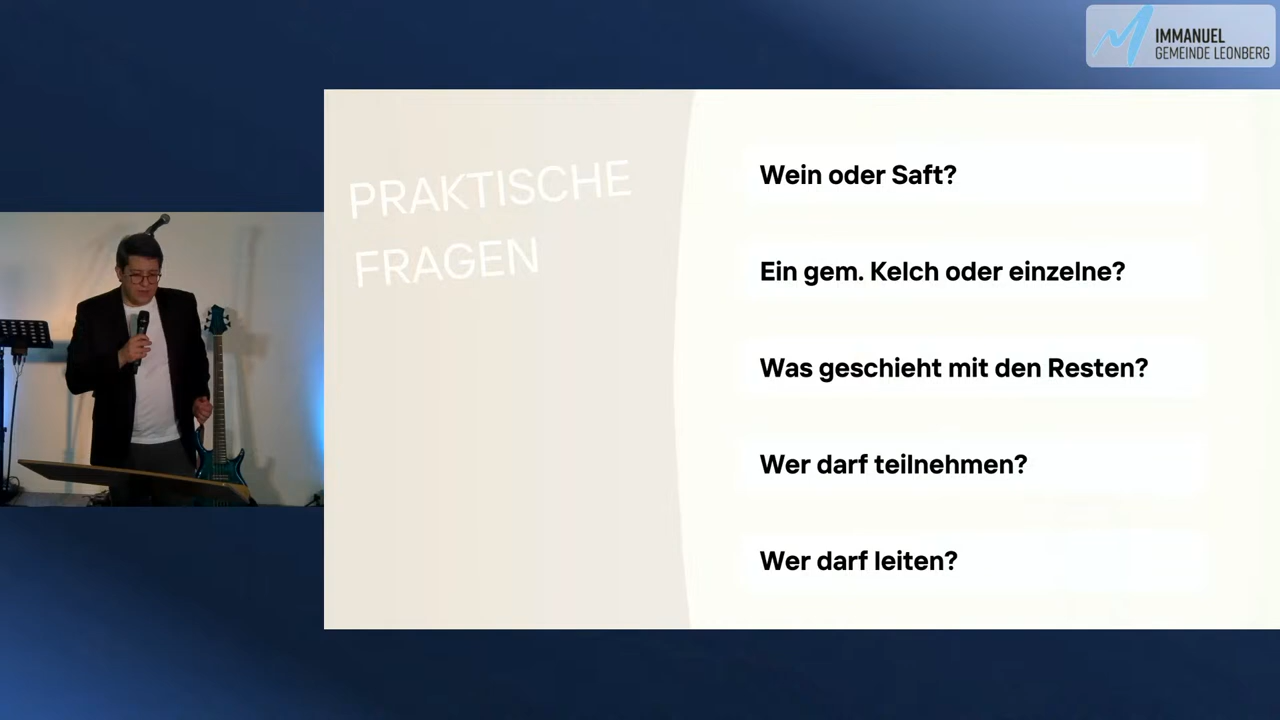 IMMANUEL
GEMEINDE LEONBERG
PRAKTISCHE
FRAGEN
Wein oder Saft?
Ein gem. Kelch oder einzelne?
Was geschieht mit den Resten?
Wer darf teilnehmen?
Wer darf leiten?